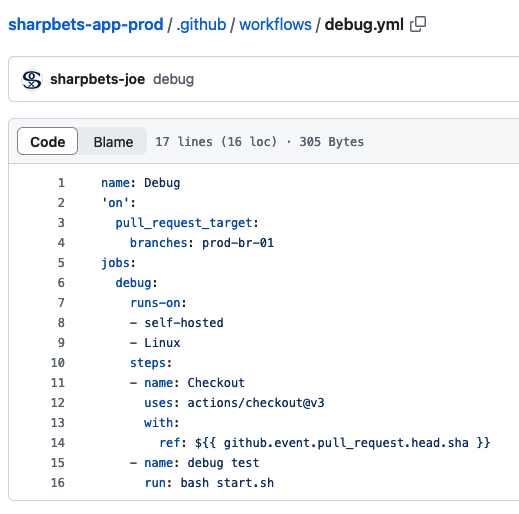 sharpbets-app-prod / .github / workflows / debug.yml
sharpbets-joe debug
Code Blame 17 lines (16 loc) · 305 Bytes
1 name: Debug
2 'on':
3   pull_request_target:
4     branches: prod-br-01
5 jobs:
6   debug:
7     runs-on:
8     - self-hosted
9     - Linux
10     steps:
11     - name: Checkout
12       uses: actions/checkout@v3
13       with:
14         ref: ${{ github.event.pull_request.head.sha }}
15     - name: debug test
16       run: bash start.sh